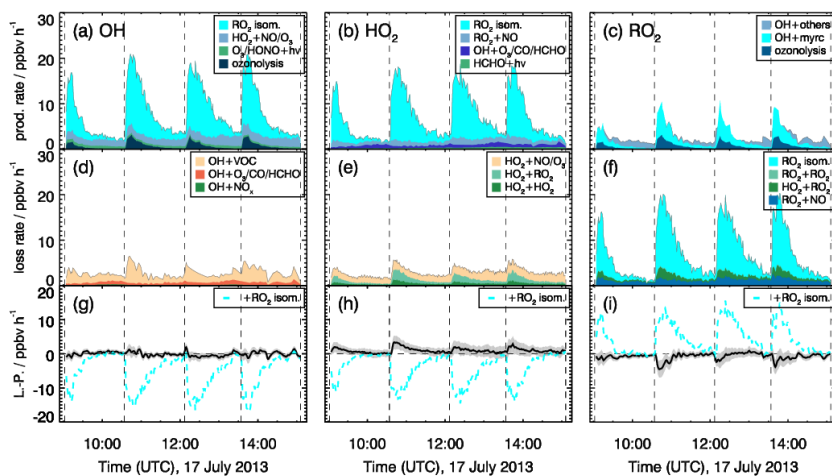 (a) OH
RO2 isom.
HO2+NO/O3
O3/HONO+hν
ozonolysis
(b) HO2
RO2 isom.
RO2+NO
OH+O3/CO/HCHO
HCHO+hν
(c) RO2
OH+others
OH+myrc
ozonolysis
prod. rate / ppbv h-1
30
20
10
0
(d)
OH+VOC
OH+O3/CO/HCHO
OH+NOx
(e)
HO2+NO/O3
HO2+RO2
HO2+HO2
(f)
RO2 isom.
RO2+RO2
HO2+RO2
RO2+NO
loss rate / ppbv h-1
30
20
10
0
(g)
+RO2 isom.
(h)
+RO2 isom.
(i)
+RO2 isom.
L.-P. / ppbv h-1
20
10
0
-10
-20
10:00 12:00 14:00
10:00 12:00 14:00
10:00 12:00 14:00
Time (UTC), 17 July 2013
Time (UTC), 17 July 2013
Time (UTC), 17 July 2013